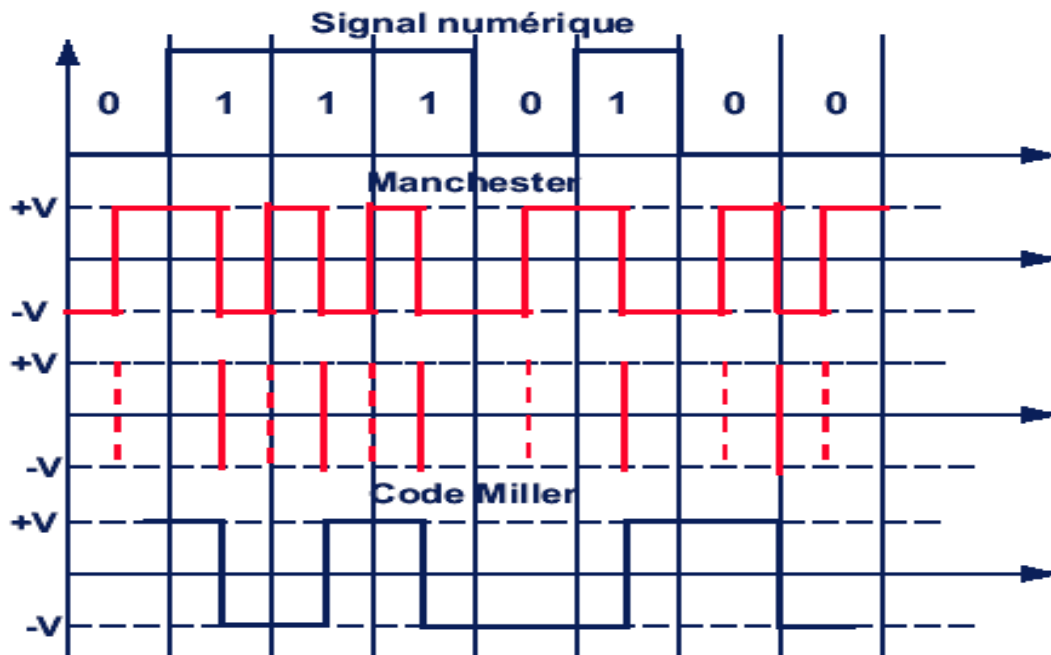 Signal numérique
0 1 1 1 0 1 0 0
Manchester
+V
-V
+V
-V
Code Miller
+V
-V